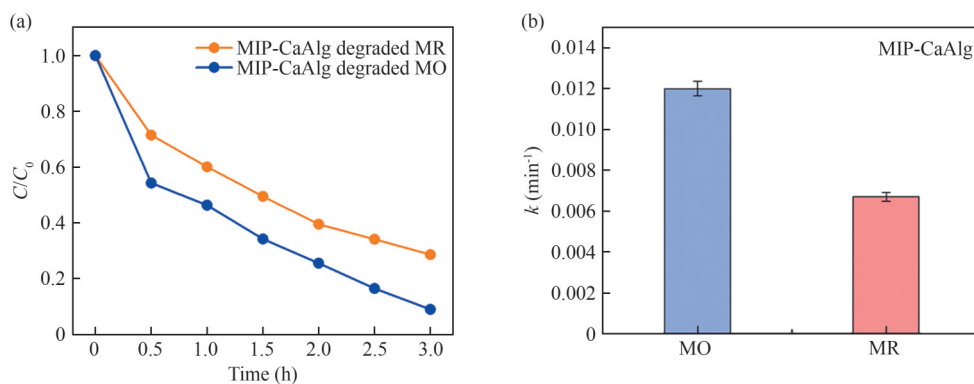 (a)
MIP-CaAlg degraded MR
MIP-CaAlg degraded MO
1.0
0.8
0.6
0.4
0.2
0
C/C0
0
0.5
1.0
1.5
2.0
2.5
3.0
Time (h)
(b)
MIP-CaAlg
0.014
0.012
0.010
0.008
0.006
0.004
0.002
0
k (min-1)
MO
MR